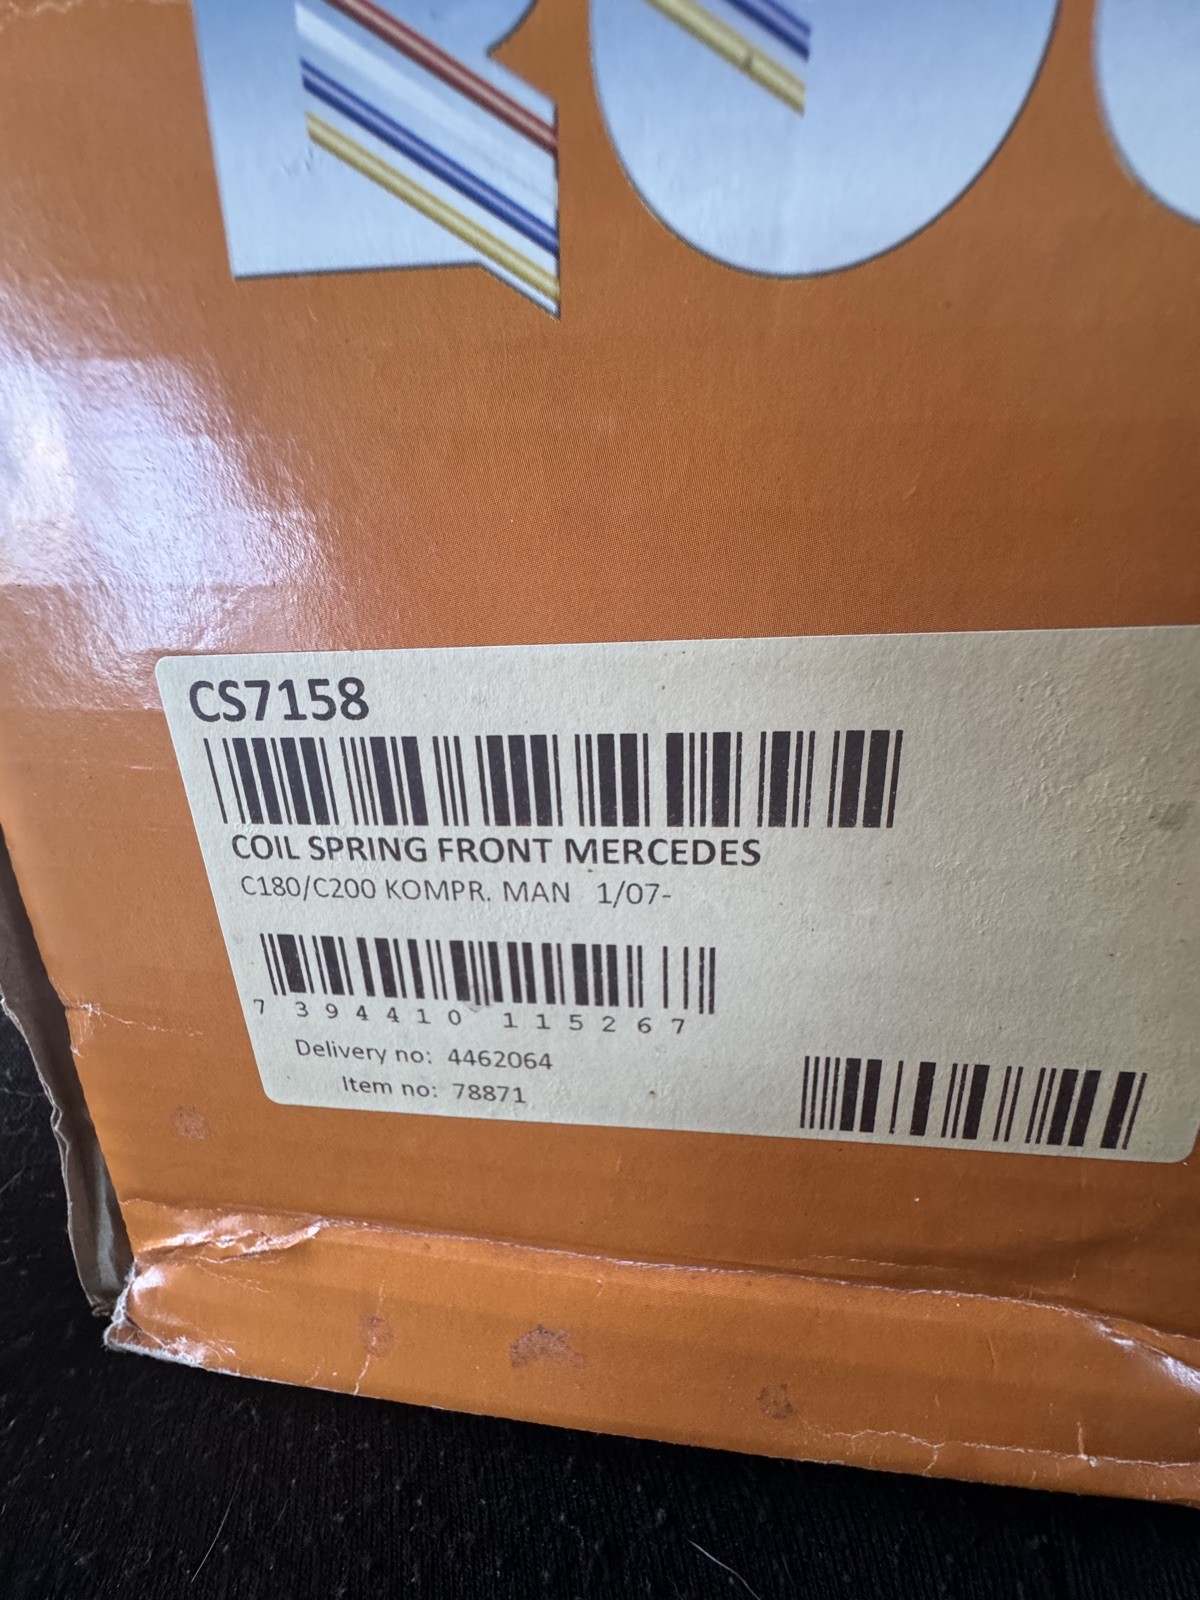 CS7158
COIL SPRING FRONT MERCEDES
C180/C200 KOMPR. MAN 1/07-
7 394410 115267
Delivery no: 4462064
Item no: 78871